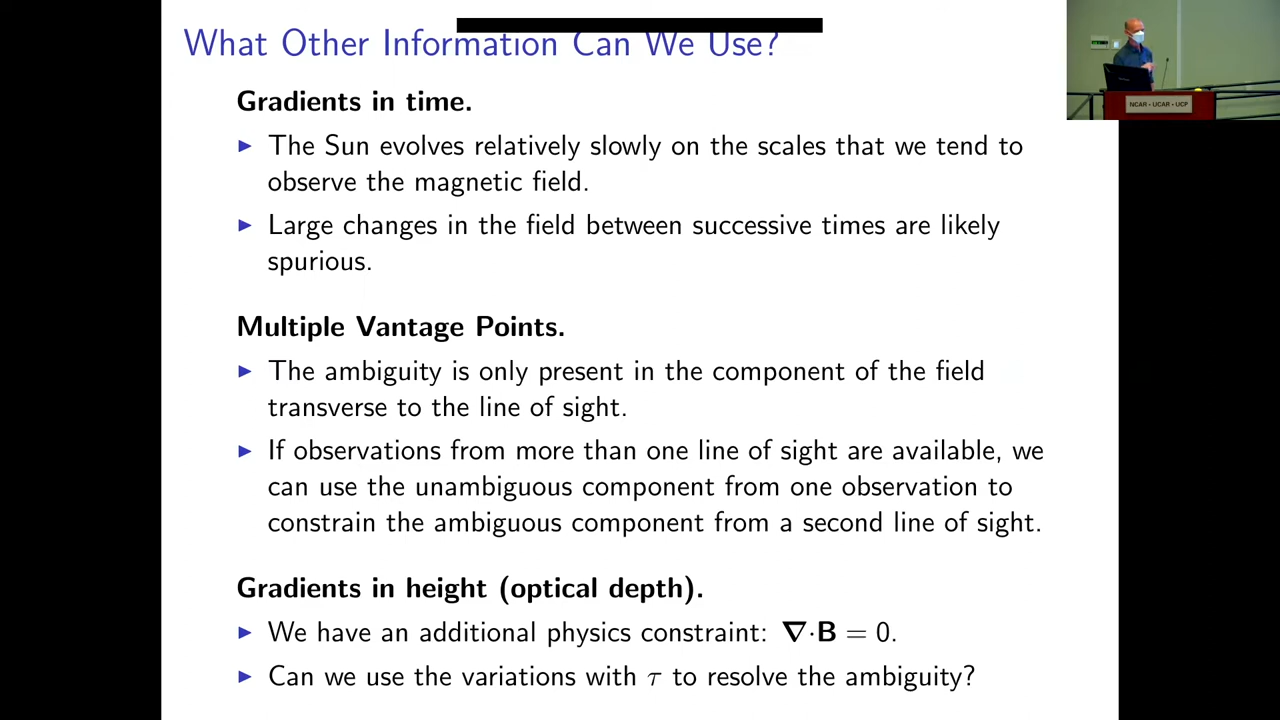 What Other Information Can We Use?
Gradients in time.
▶ The Sun evolves relatively slowly on the scales that we tend to
observe the magnetic field.
▶ Large changes in the field between successive times are likely
spurious.
Multiple Vantage Points.
▶ The ambiguity is only present in the component of the field
transverse to the line of sight.
▶ If observations from more than one line of sight are available, we
can use the unambiguous component from one observation to
constrain the ambiguous component from a second line of sight.
Gradients in height (optical depth).
▶ We have an additional physics constraint: ∇·B = 0.
▶ Can we use the variations with τ to resolve the ambiguity?
NCAR • UCAR • UCP